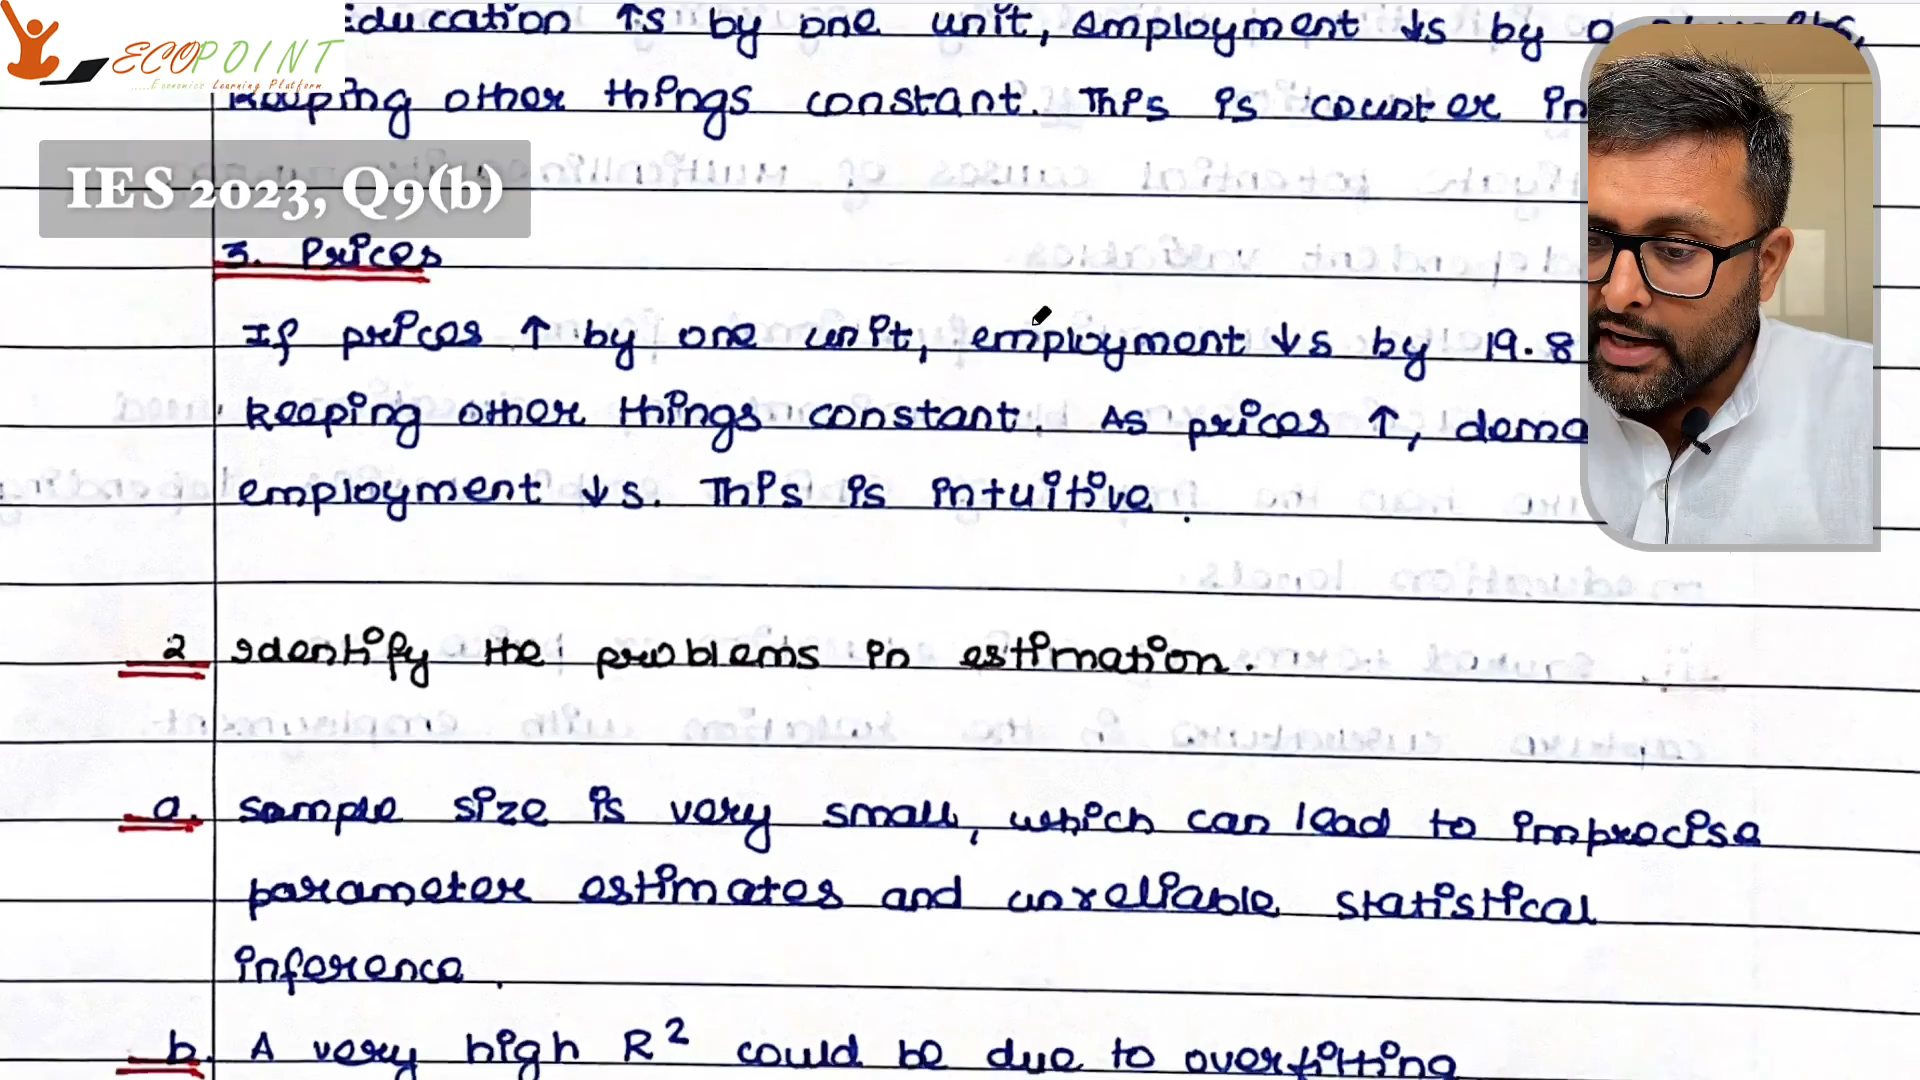 Education ↑s by one unit, employment ↓s by
ECOPOINT
.....Economics Learning Platform
keeping other things constant. This is counter in
IES 2023, Q9(b)
3. Prices
If prices ↑ by one unit, employment ↓s by 19.8
keeping other things constant. As prices ↑, dema
employment ↓s. This is intuitive.
2 Identify the problems in estimation.
a. Sample size is very small, which can lead to imprecise
parameter estimates and unreliable statistical
inference.
b. A very high R² could be due to overfitting